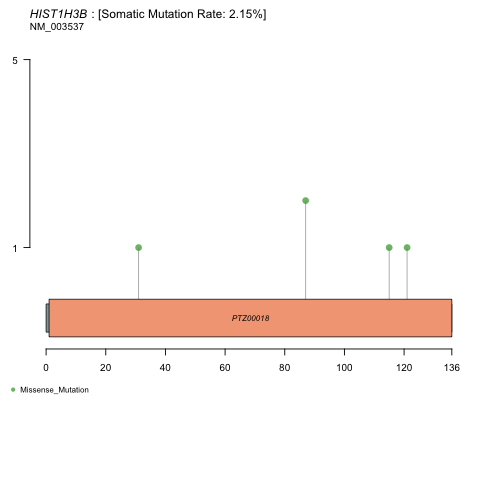 HIST1H3B : [Somatic Mutation Rate: 2.15%]
NM_003537
5
1
PTZ00018
0 20 40 60 80 100 120 136
Missense_Mutation